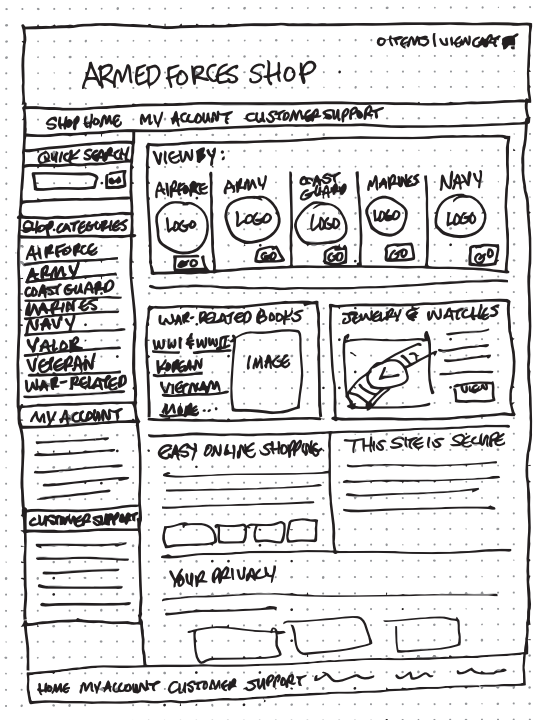 0 ITEMS | VIEW CART
ARMED FORCES SHOP
SHOP HOME MY ACCOUNT CUSTOMER SUPPORT
QUICK SEARCH
GO
SHOP CATEGORIES
AIRFORCE
ARMY
COAST GUARD
MARINES
NAVY
VALOR
VETERAN
WAR-RELATED
MY ACCOUNT
CUSTOMER SUPPORT
VIEW BY:
AIRFORCE
LOGO
GO
ARMY
LOGO
GO
COAST
GUARD
LOGO
GO
MARINES
LOGO
GO
NAVY
LOGO
GO
WAR-RELATED BOOKS
WWI & WWII
KOREAN
VIETNAM
MORE...
IMAGE
JEWELRY & WATCHES
VIEW
EASY ONLINE SHOPPING
THIS SITE IS SECURE
YOUR PRIVACY
HOME MY ACCOUNT CUSTOMER SUPPORT